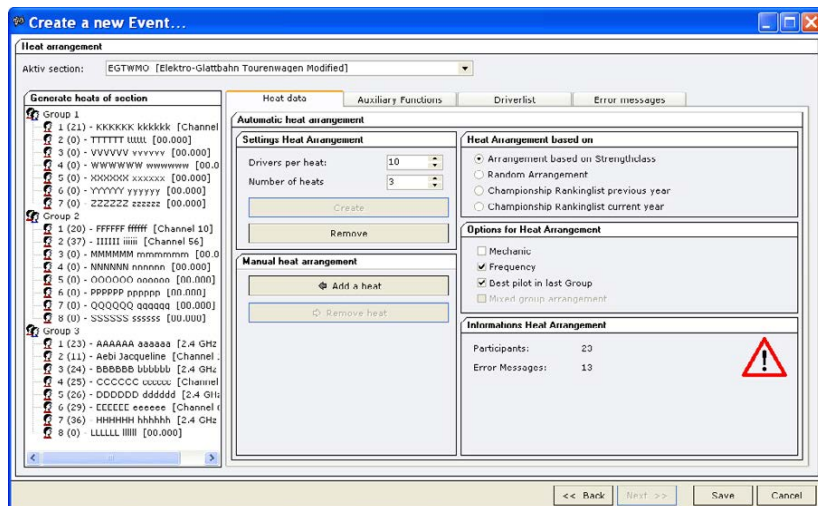 Create a new Event...
Heat arrangement
Aktiv section: EGTWMO [Elektro-Glattbahn Tourenwagen Modified]
Generate heats of section
Group 1
1 (21) - KKKKKK kkkkkk [Channel
2 (0) - TTTTTT tttttt [00.000]
3 (0) - VVVVVV vvvvvv [00.000]
4 (0) - WWWWWW wwwwww [00.0
5 (0) - XXXXXX xxxxxx [00.000]
6 (0) - YYYYYY yyyyyy [00.000]
7 (0) - ZZZZZZ zzzzzz [00.000]
Group 2
1 (20) - FFFFFF ffffff [Channel 10]
2 (37) - IIIIII iiiiii [Channel 56]
3 (0) - MMMMMM mmmmmm [00.0
4 (0) - NNNNNN nnnnnn [00.000]
5 (0) - OOOOOO oooooo [00.000]
6 (0) - PPPPPP pppppp [00.000]
7 (0) - QQQQQQ qqqqqq [00.000]
8 (0) - SSSSSS ssssss [00.000]
Group 3
1 (23) - AAAAAA aaaaaa [2.4 GHz
2 (11) - Aebi Jacqueline [Channel
3 (24) - BBBBBB bbbbbb [2.4 GHz
4 (25) - CCCCCC cccccc [Channel
5 (26) - DDDDDD dddddd [2.4 GHz
6 (29) - EEEEEE eeeeee [Channel
7 (36) - HHHHHH hhhhhh [2.4 GHz
8 (0) - LLLLLL llllll [00.000]
Heat data
Auxiliary Functions
Driverlist
Error messages
Automatic heat arrangement
Settings Heat Arrangement
Drivers per heat: 10
Number of heats 3
Create
Remove
Manual heat arrangement
Add a heat
Remove heat
Heat Arrangement based on
Arrangement based on Strengthclass
Random Arrangement
Championship Rankinglist previous year
Championship Rankinglist current year
Options for Heat Arrangement
Mechanic
Frequency
Best pilot in last Group
Mixed group arrangement
Informations Heat Arrangement
Participants: 23
Error Messages: 13
<< Back
Next >>
Save
Cancel